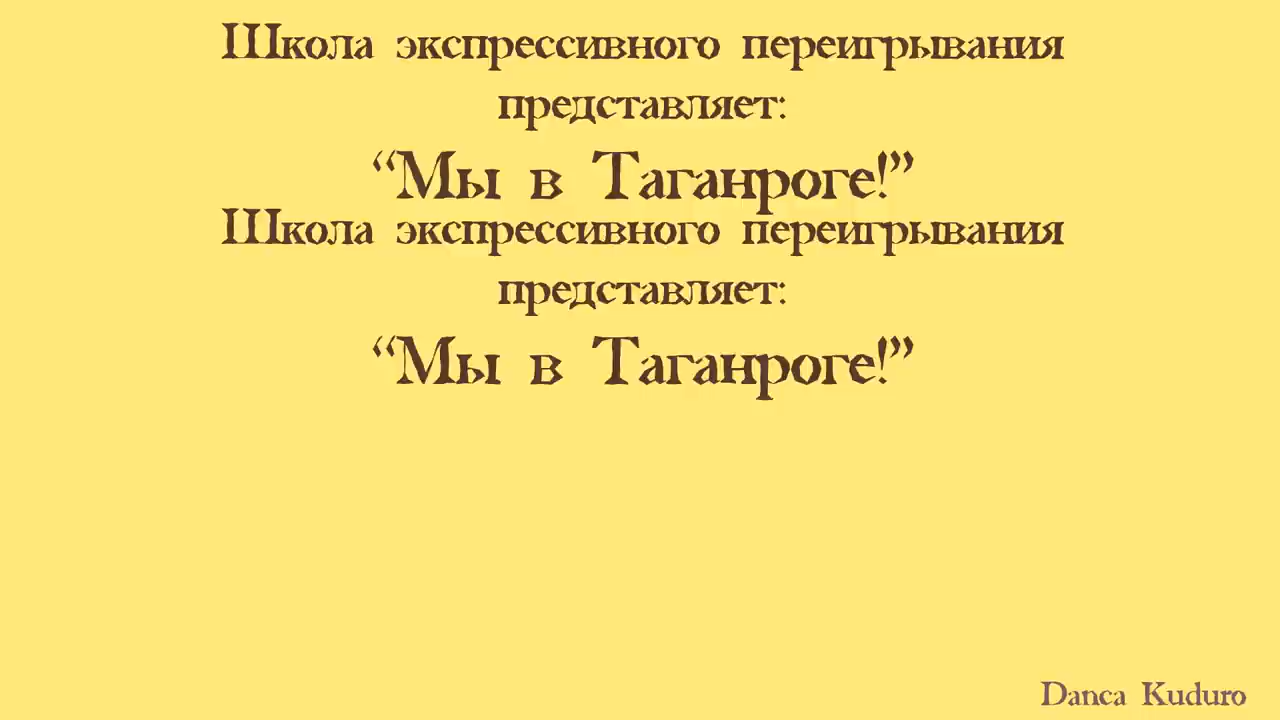 Школа экспрессивного переигрывания
представляет:
“Мы в Таганроге!”
Школа экспрессивного переигрывания
представляет:
“Мы в Таганроге!”
Danca Kuduro